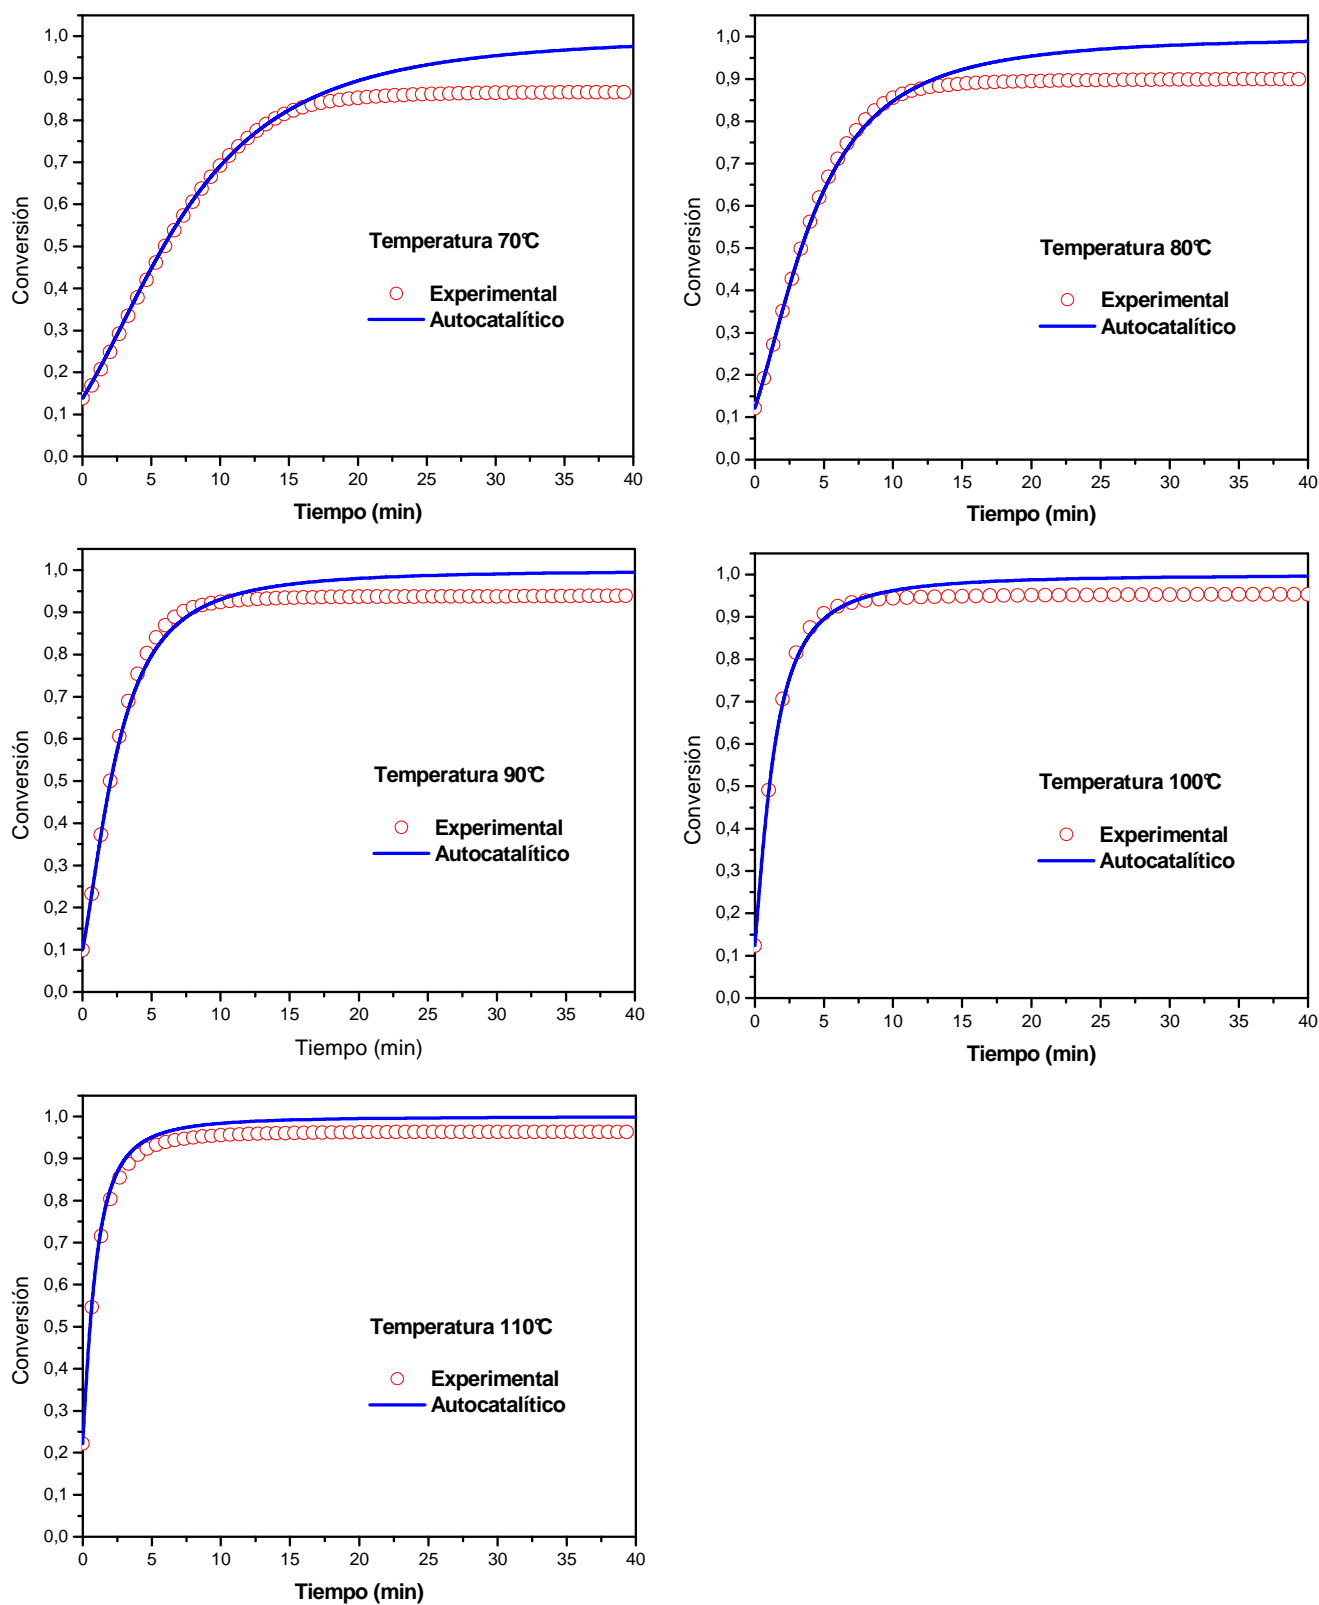 1,0
0,9
0,8
0,7
0,6
0,5
0,4
0,3
0,2
0,1
0,0
Conversión
Temperatura 70°C
Experimental
Autocatalítico
0 5 10 15 20 25 30 35 40
Tiempo (min)
1,0
0,9
0,8
0,7
0,6
0,5
0,4
0,3
0,2
0,1
0,0
Conversión
Temperatura 80°C
Experimental
Autocatalítico
0 5 10 15 20 25 30 35 40
Tiempo (min)
1,0
0,9
0,8
0,7
0,6
0,5
0,4
0,3
0,2
0,1
0,0
Conversión
Temperatura 90°C
Experimental
Autocatalítico
0 5 10 15 20 25 30 35 40
Tiempo (min)
1,0
0,9
0,8
0,7
0,6
0,5
0,4
0,3
0,2
0,1
0,0
Conversión
Temperatura 100°C
Experimental
Autocatalítico
0 5 10 15 20 25 30 35 40
Tiempo (min)
1,0
0,9
0,8
0,7
0,6
0,5
0,4
0,3
0,2
0,1
0,0
Conversión
Temperatura 110°C
Experimental
Autocatalítico
0 5 10 15 20 25 30 35 40
Tiempo (min)